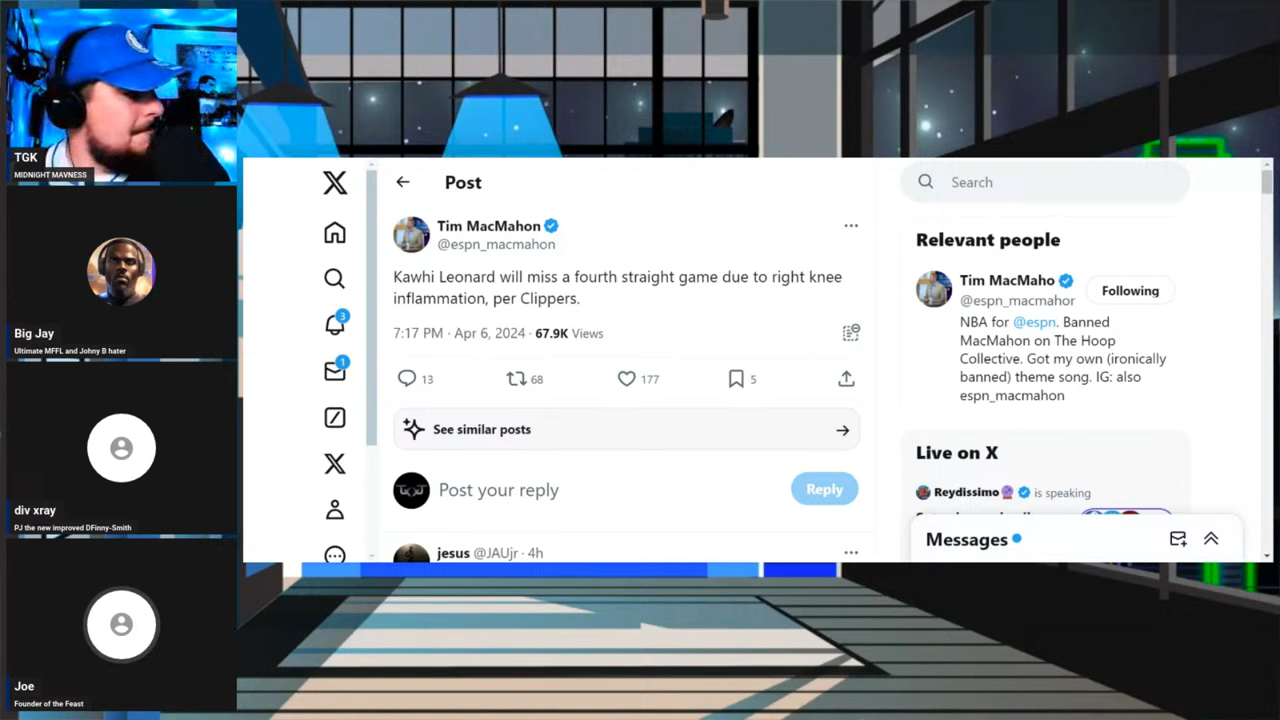 TGK
MIDNIGHT MAVNESS
Big Jay
Ultimate MFFL and Johny B hater
div xray
PJ the new improved DFinny-Smith
Joe
Founder of the Feast
3
1
Post
Tim MacMahon
@espn_macmahon
Kawhi Leonard will miss a fourth straight game due to right knee
inflammation, per Clippers.
7:17 PM · Apr 6, 2024 · 67.9K Views
13 68 177 5
See similar posts
Post your reply
Reply
jesus @JAUjr · 4h
Search
Relevant people
Tim MacMaho
@espn_macmahor
Following
NBA for @espn. Banned
MacMahon on The Hoop
Collective. Got my own (ironically
banned) theme song. IG: also
espn_macmahon
Live on X
Reydissimo is speaking
Messages